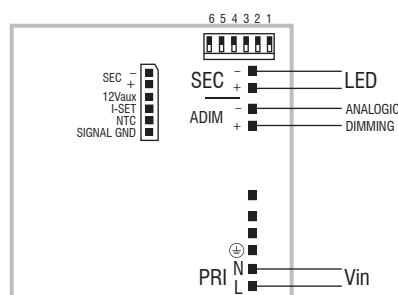 6 5 4 3 2 1
SEC -
+
12Vaux
I-SET
NTC
SIGNAL GND
SEC - LED
+
ADIM - ANALOGIC
+ DIMMING
PRI N Vin
L